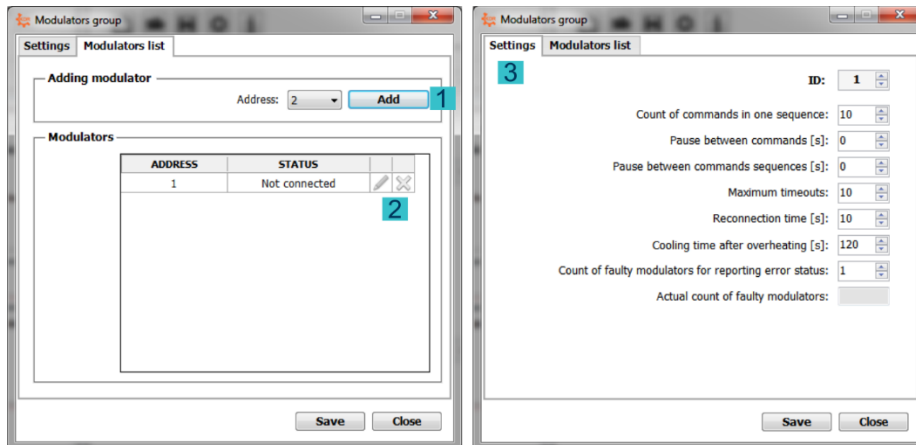 Modulators group
Settings Modulators list
Adding modulator
Address: 2 Add 1
Modulators
ADDRESS STATUS
1 Not connected
2
Save Close
Modulators group
Settings Modulators list
3
ID: 1
Count of commands in one sequence: 10
Pause between commands [s]: 0
Pause between commands sequences [s]: 0
Maximum timeouts: 10
Reconnection time [s]: 10
Cooling time after overheating [s]: 120
Count of faulty modulators for reporting error status: 1
Actual count of faulty modulators:
Save Close